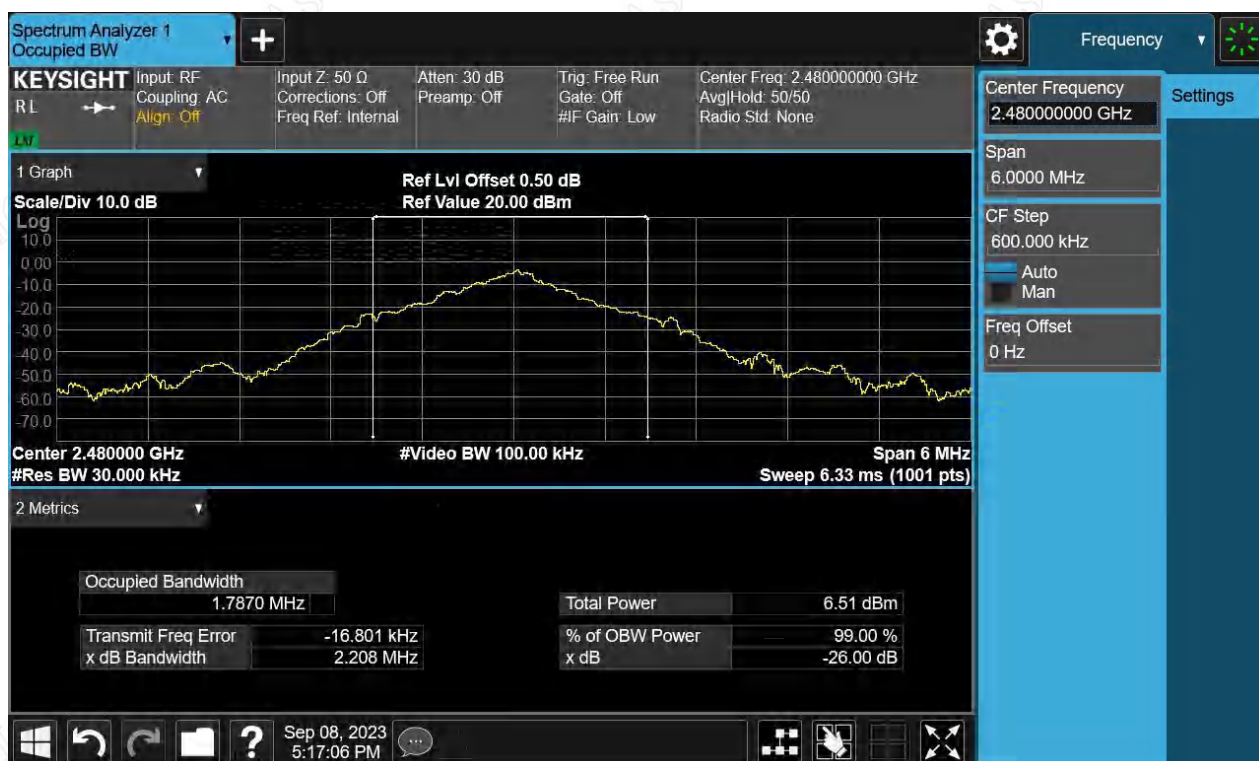 Spectrum Analyzer 1
Occupied BW
Frequency
KEYSIGHT
RL
LXI
Input: RF
Coupling: AC
Align: Off
Input Z: 50 Ω
Corrections: Off
Freq Ref: Internal
Atten: 30 dB
Preamp: Off
Trig: Free Run
Gate: Off
#IF Gain: Low
Center Freq: 2.480000000 GHz
Avg|Hold: 50/50
Radio Std: None
Center Frequency
2.480000000 GHz
Settings
Span
6.0000 MHz
CF Step
600.000 kHz
Auto
Man
Freq Offset
0 Hz
1 Graph
Scale/Div 10.0 dB
Ref Lvl Offset 0.50 dB
Ref Value 20.00 dBm
Log
10.0
0.00
-10.0
-20.0
-30.0
-40.0
-50.0
-60.0
-70.0
Center 2.480000 GHz
#Video BW 100.00 kHz
Span 6 MHz
#Res BW 30.000 kHz
Sweep 6.33 ms (1001 pts)
2 Metrics
Occupied Bandwidth
1.7870 MHz
Total Power 6.51 dBm
Transmit Freq Error -16.801 kHz
% of OBW Power 99.00 %
x dB Bandwidth 2.208 MHz
x dB -26.00 dB
?
Sep 08, 2023
5:17:06 PM